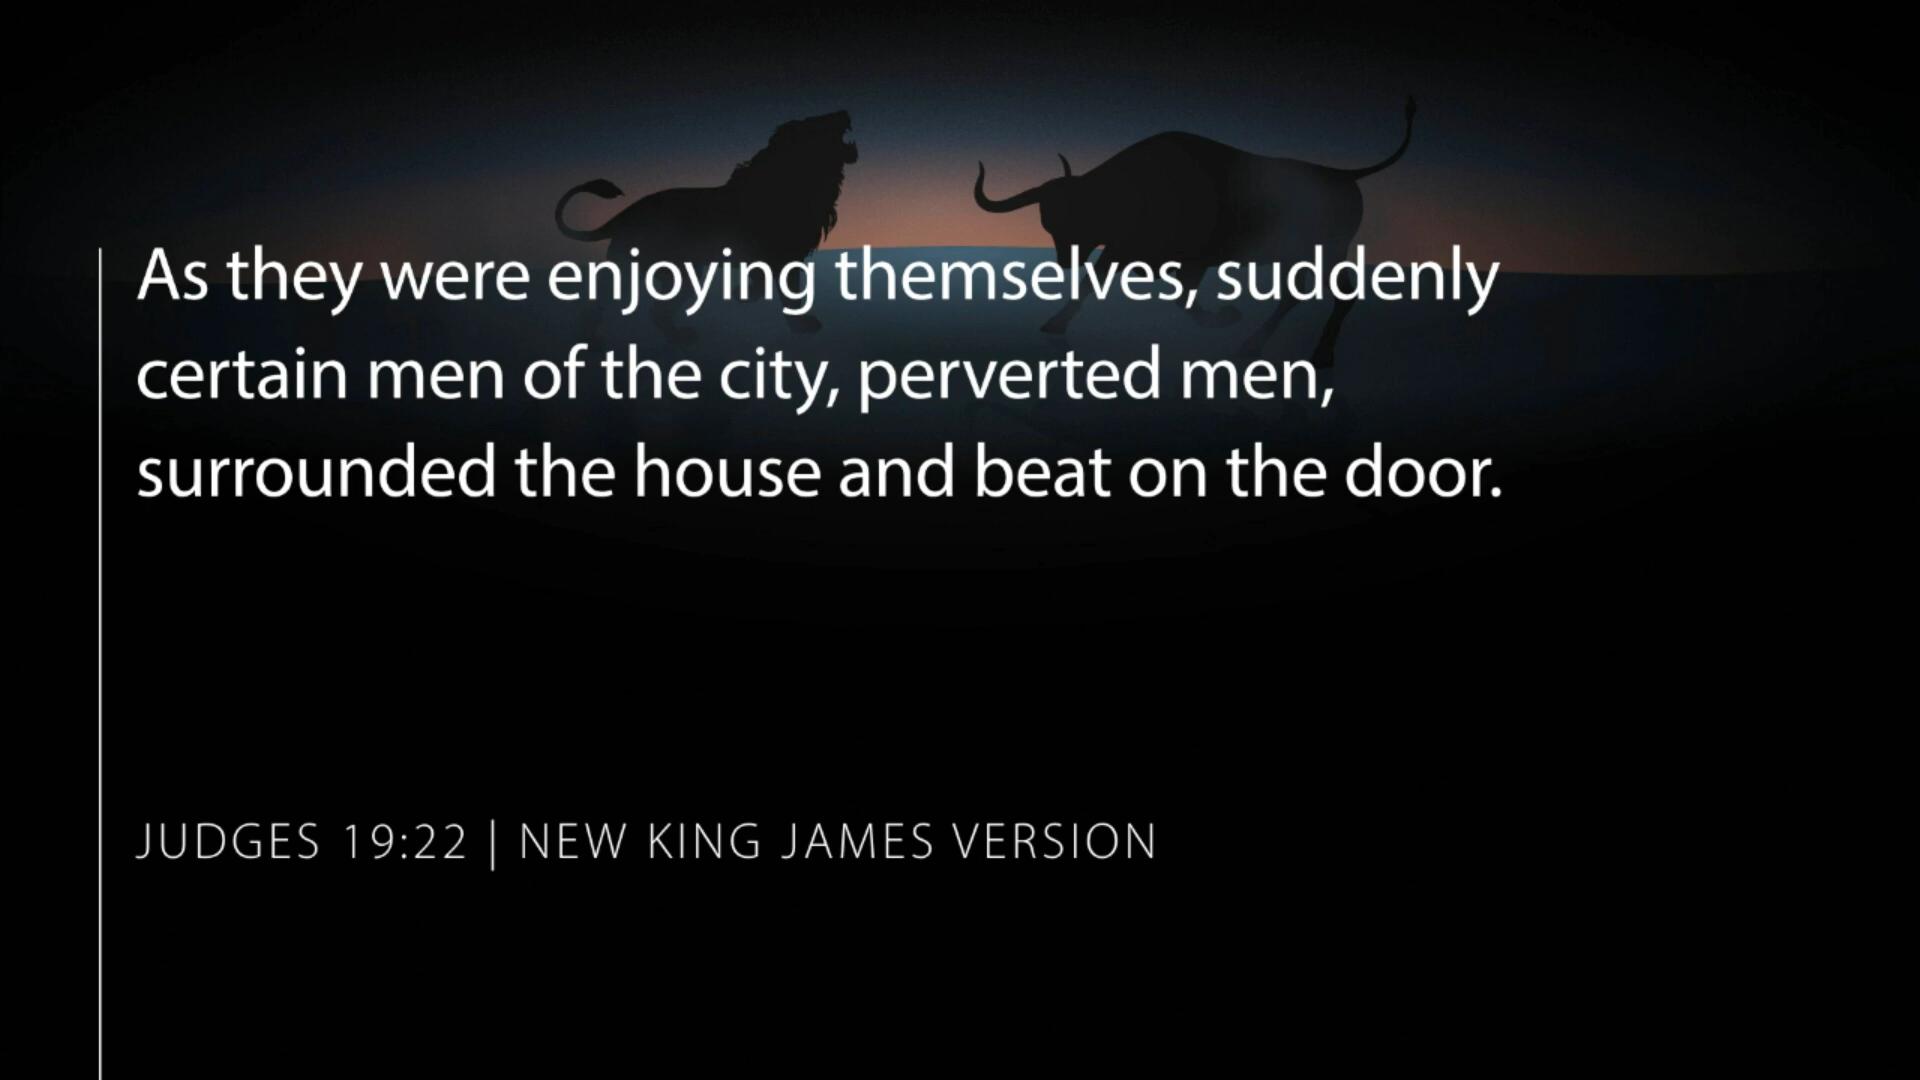 As they were enjoying themselves, suddenly
certain men of the city, perverted men,
surrounded the house and beat on the door.
JUDGES 19:22 | NEW KING JAMES VERSION